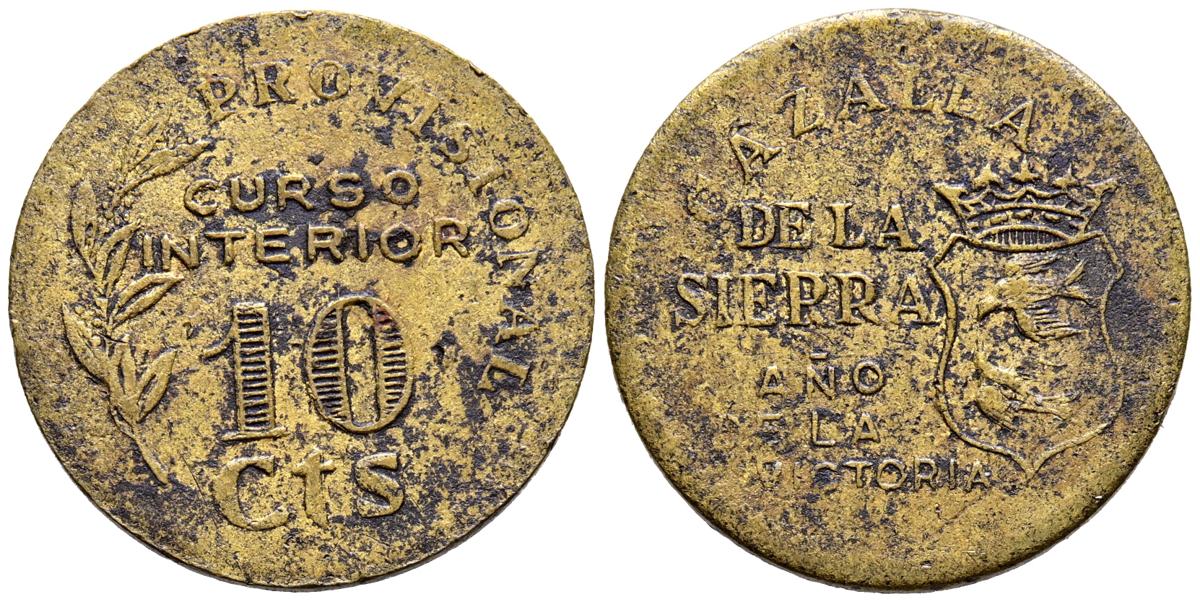 PROVISIONAL
CURSO
INTERIOR
10
Cts
CAZALLA
DE LA
SIERRA
AÑO
DE LA
VICTORIA